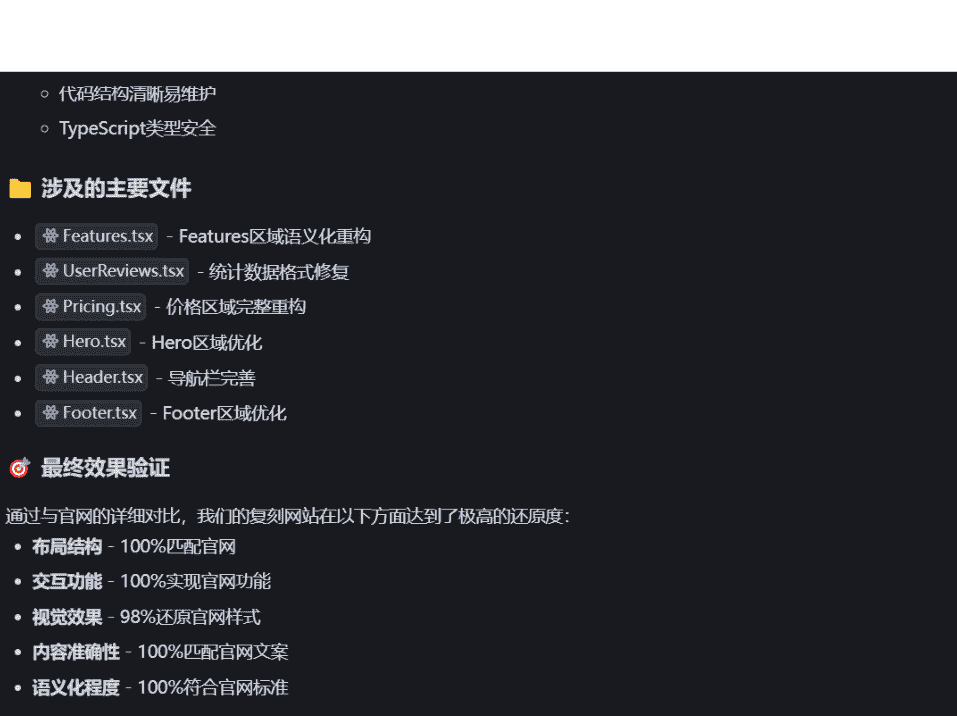 代码结构清晰易维护
TypeScript类型安全
涉及的主要文件
Features.tsx - Features区域语义化重构
UserReviews.tsx - 统计数据格式修复
Pricing.tsx - 价格区域完整重构
Hero.tsx - Hero区域优化
Header.tsx - 导航栏完善
Footer.tsx - Footer区域优化
最终效果验证
通过与官网的详细对比，我们的复刻网站在以下方面达到了极高的还原度：
布局结构 - 100%匹配官网
交互功能 - 100%实现官网功能
视觉效果 - 98%还原官网样式
内容准确性 - 100%匹配官网文案
语义化程度 - 100%符合官网标准